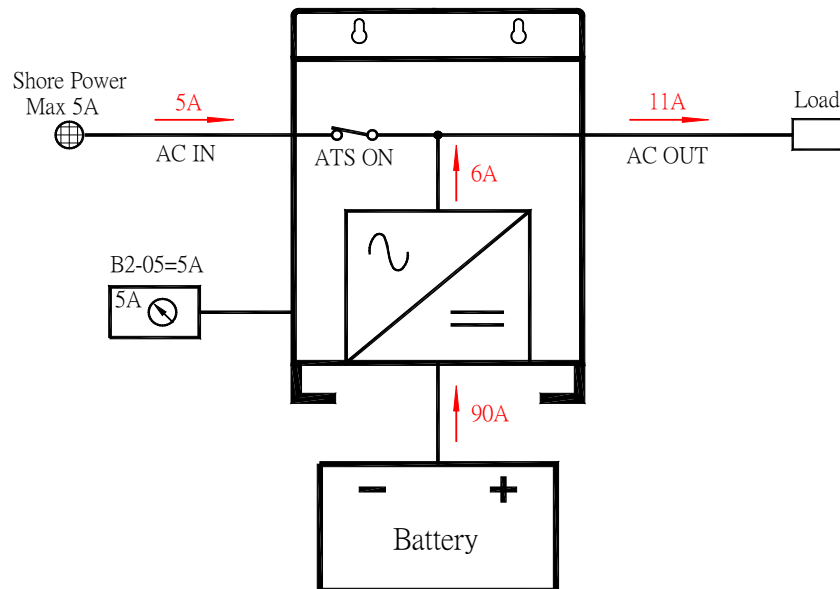 Shore Power
Max 5A
5A
AC IN
ATS ON
11A
AC OUT
Load
6A
B2-05=5A
5A
90A
Battery